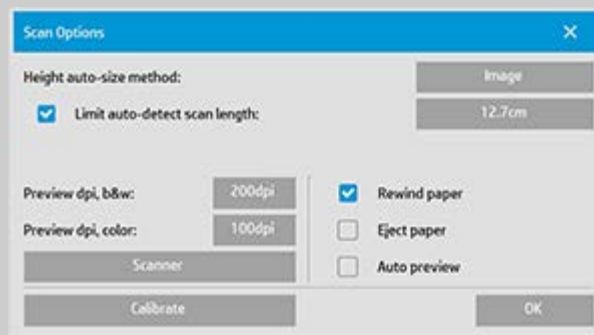 Scan Options
Height auto-size method: Image
Limit auto-detect scan length: 12.7cm
Preview dpi, b&w: 200dpi
Rewind paper
Preview dpi, color: 100dpi
Eject paper
Scanner
Auto preview
Calibrate
OK